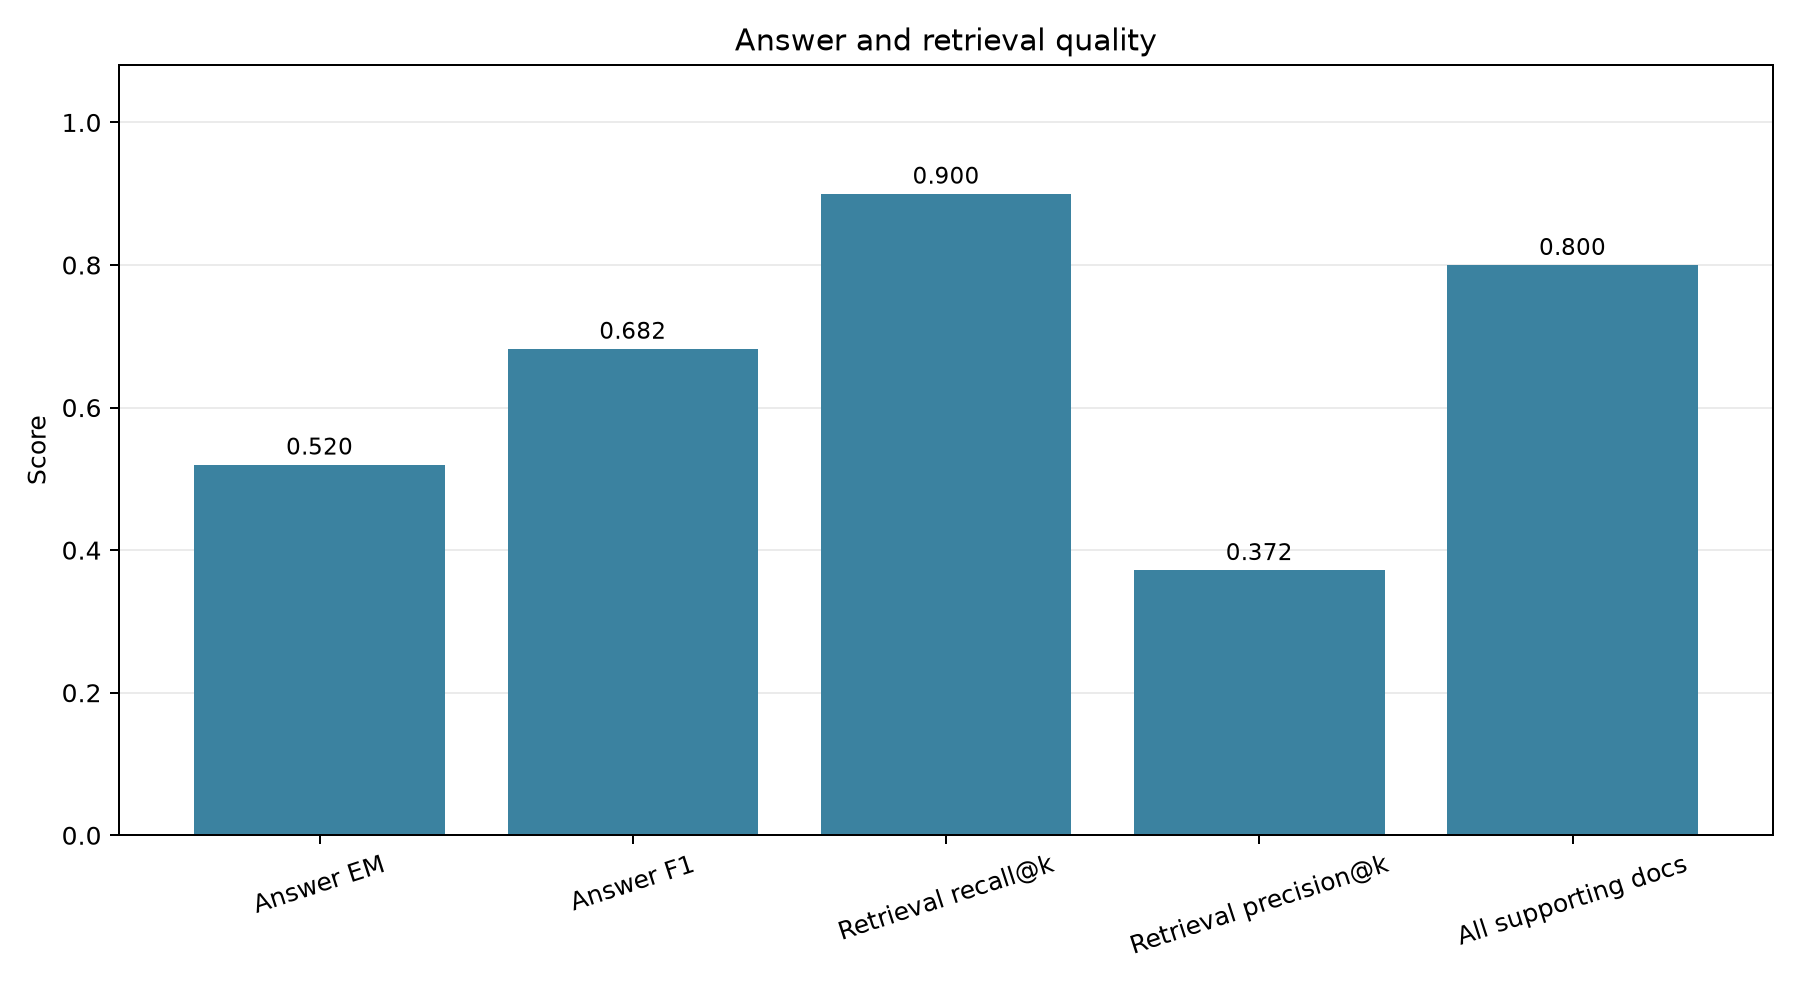 Answer and retrieval quality
Score
1.0
0.8
0.6
0.4
0.2
0.0
0.520
0.682
0.900
0.372
0.800
Answer EM
Answer F1
Retrieval recall@k
Retrieval precision@k
All supporting docs